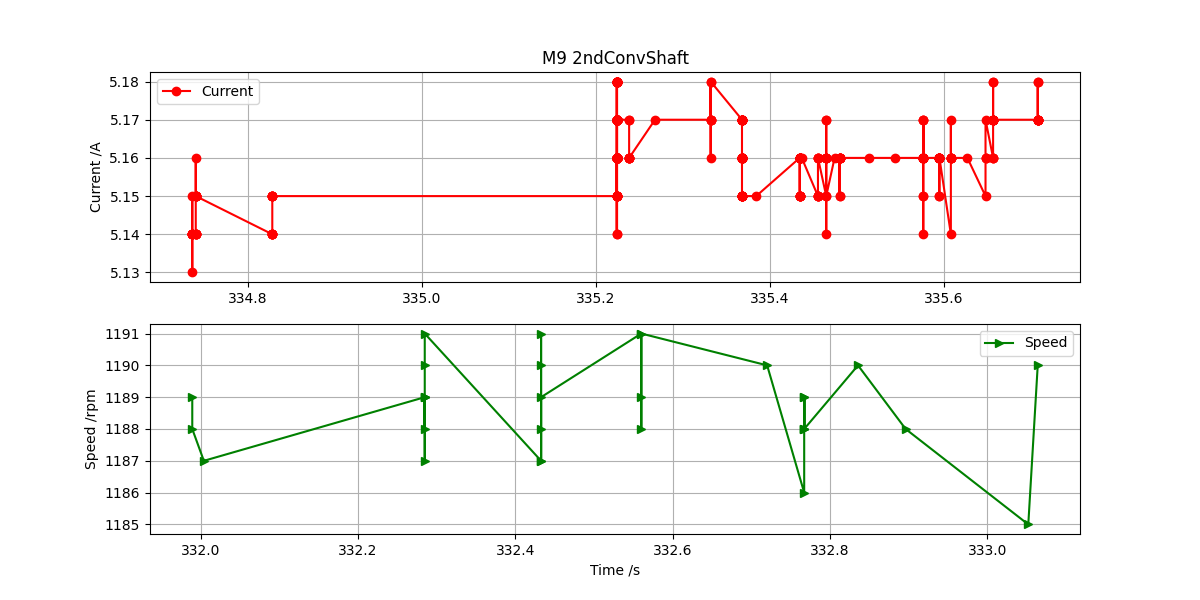 M9 2ndConvShaft
Current /A
5.18
5.17
5.16
5.15
5.14
5.13
Current
334.8 335.0 335.2 335.4 335.6
Speed /rpm
1191
1190
1189
1188
1187
1186
1185
Speed
332.0 332.2 332.4 332.6 332.8 333.0
Time /s